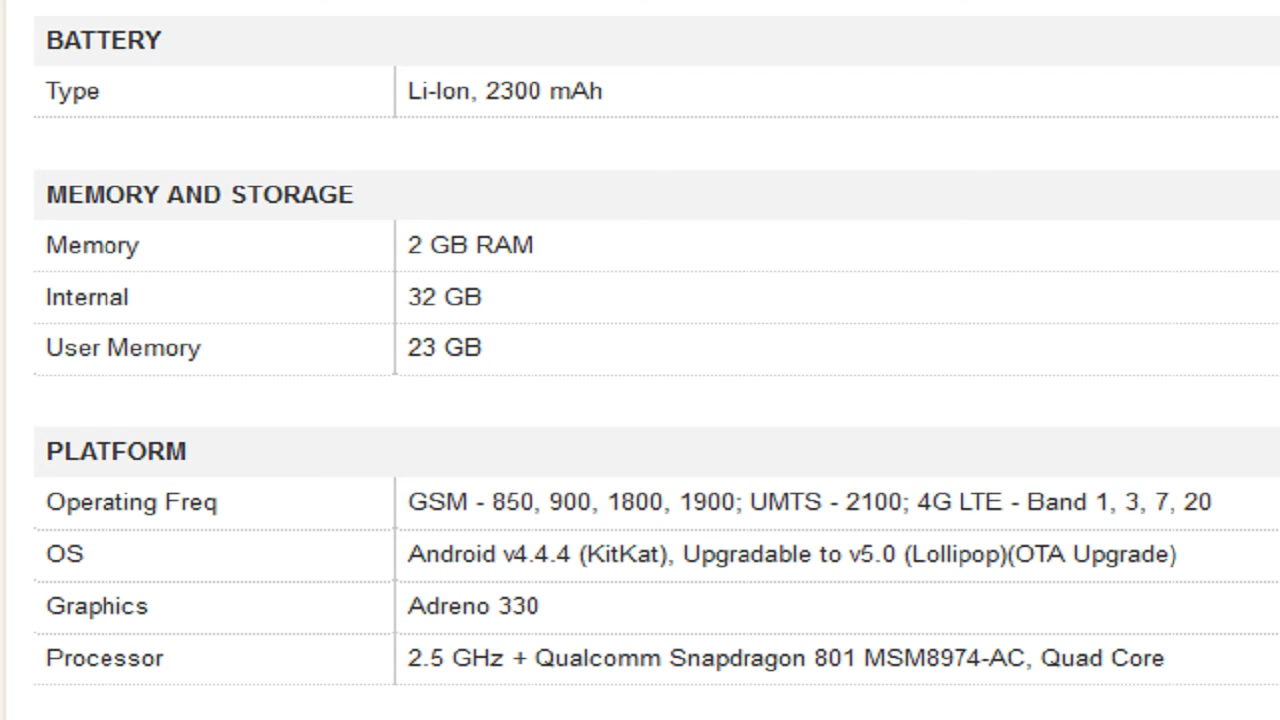 BATTERY
Type Li-Ion, 2300 mAh
MEMORY AND STORAGE
Memory 2 GB RAM
Internal 32 GB
User Memory 23 GB
PLATFORM
Operating Freq GSM - 850, 900, 1800, 1900; UMTS - 2100; 4G LTE - Band 1, 3, 7, 20
OS Android v4.4.4 (KitKat), Upgradable to v5.0 (Lollipop)(OTA Upgrade)
Graphics Adreno 330
Processor 2.5 GHz + Qualcomm Snapdragon 801 MSM8974-AC, Quad Core